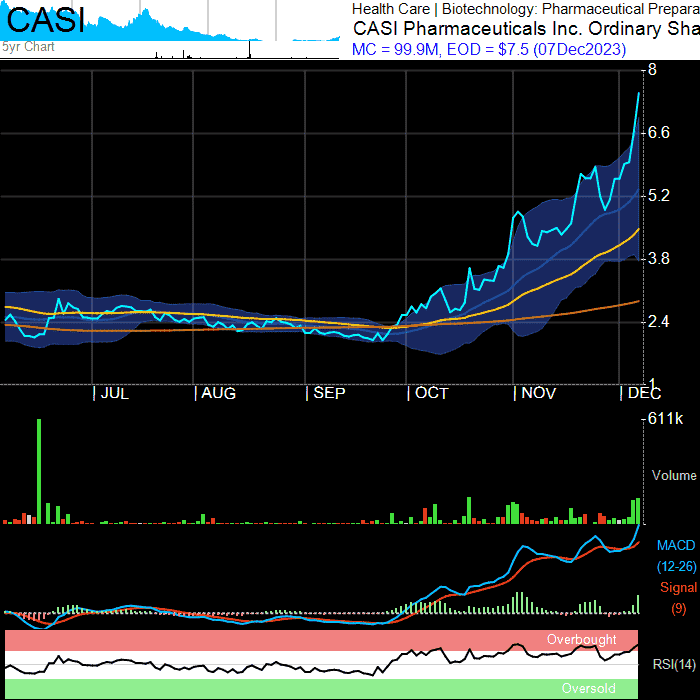 CASI
5yr Chart
Health Care | Biotechnology: Pharmaceutical Prepara
CASI Pharmaceuticals Inc. Ordinary Sha
MC = 99.9M, EOD = $7.5 (07Dec2023)
8
6.6
5.2
3.8
2.4
1
JUL
AUG
SEP
OCT
NOV
DEC
611k
Volume
MACD
(12-26)
Signal
(9)
Overbought
RSI(14)
Oversold